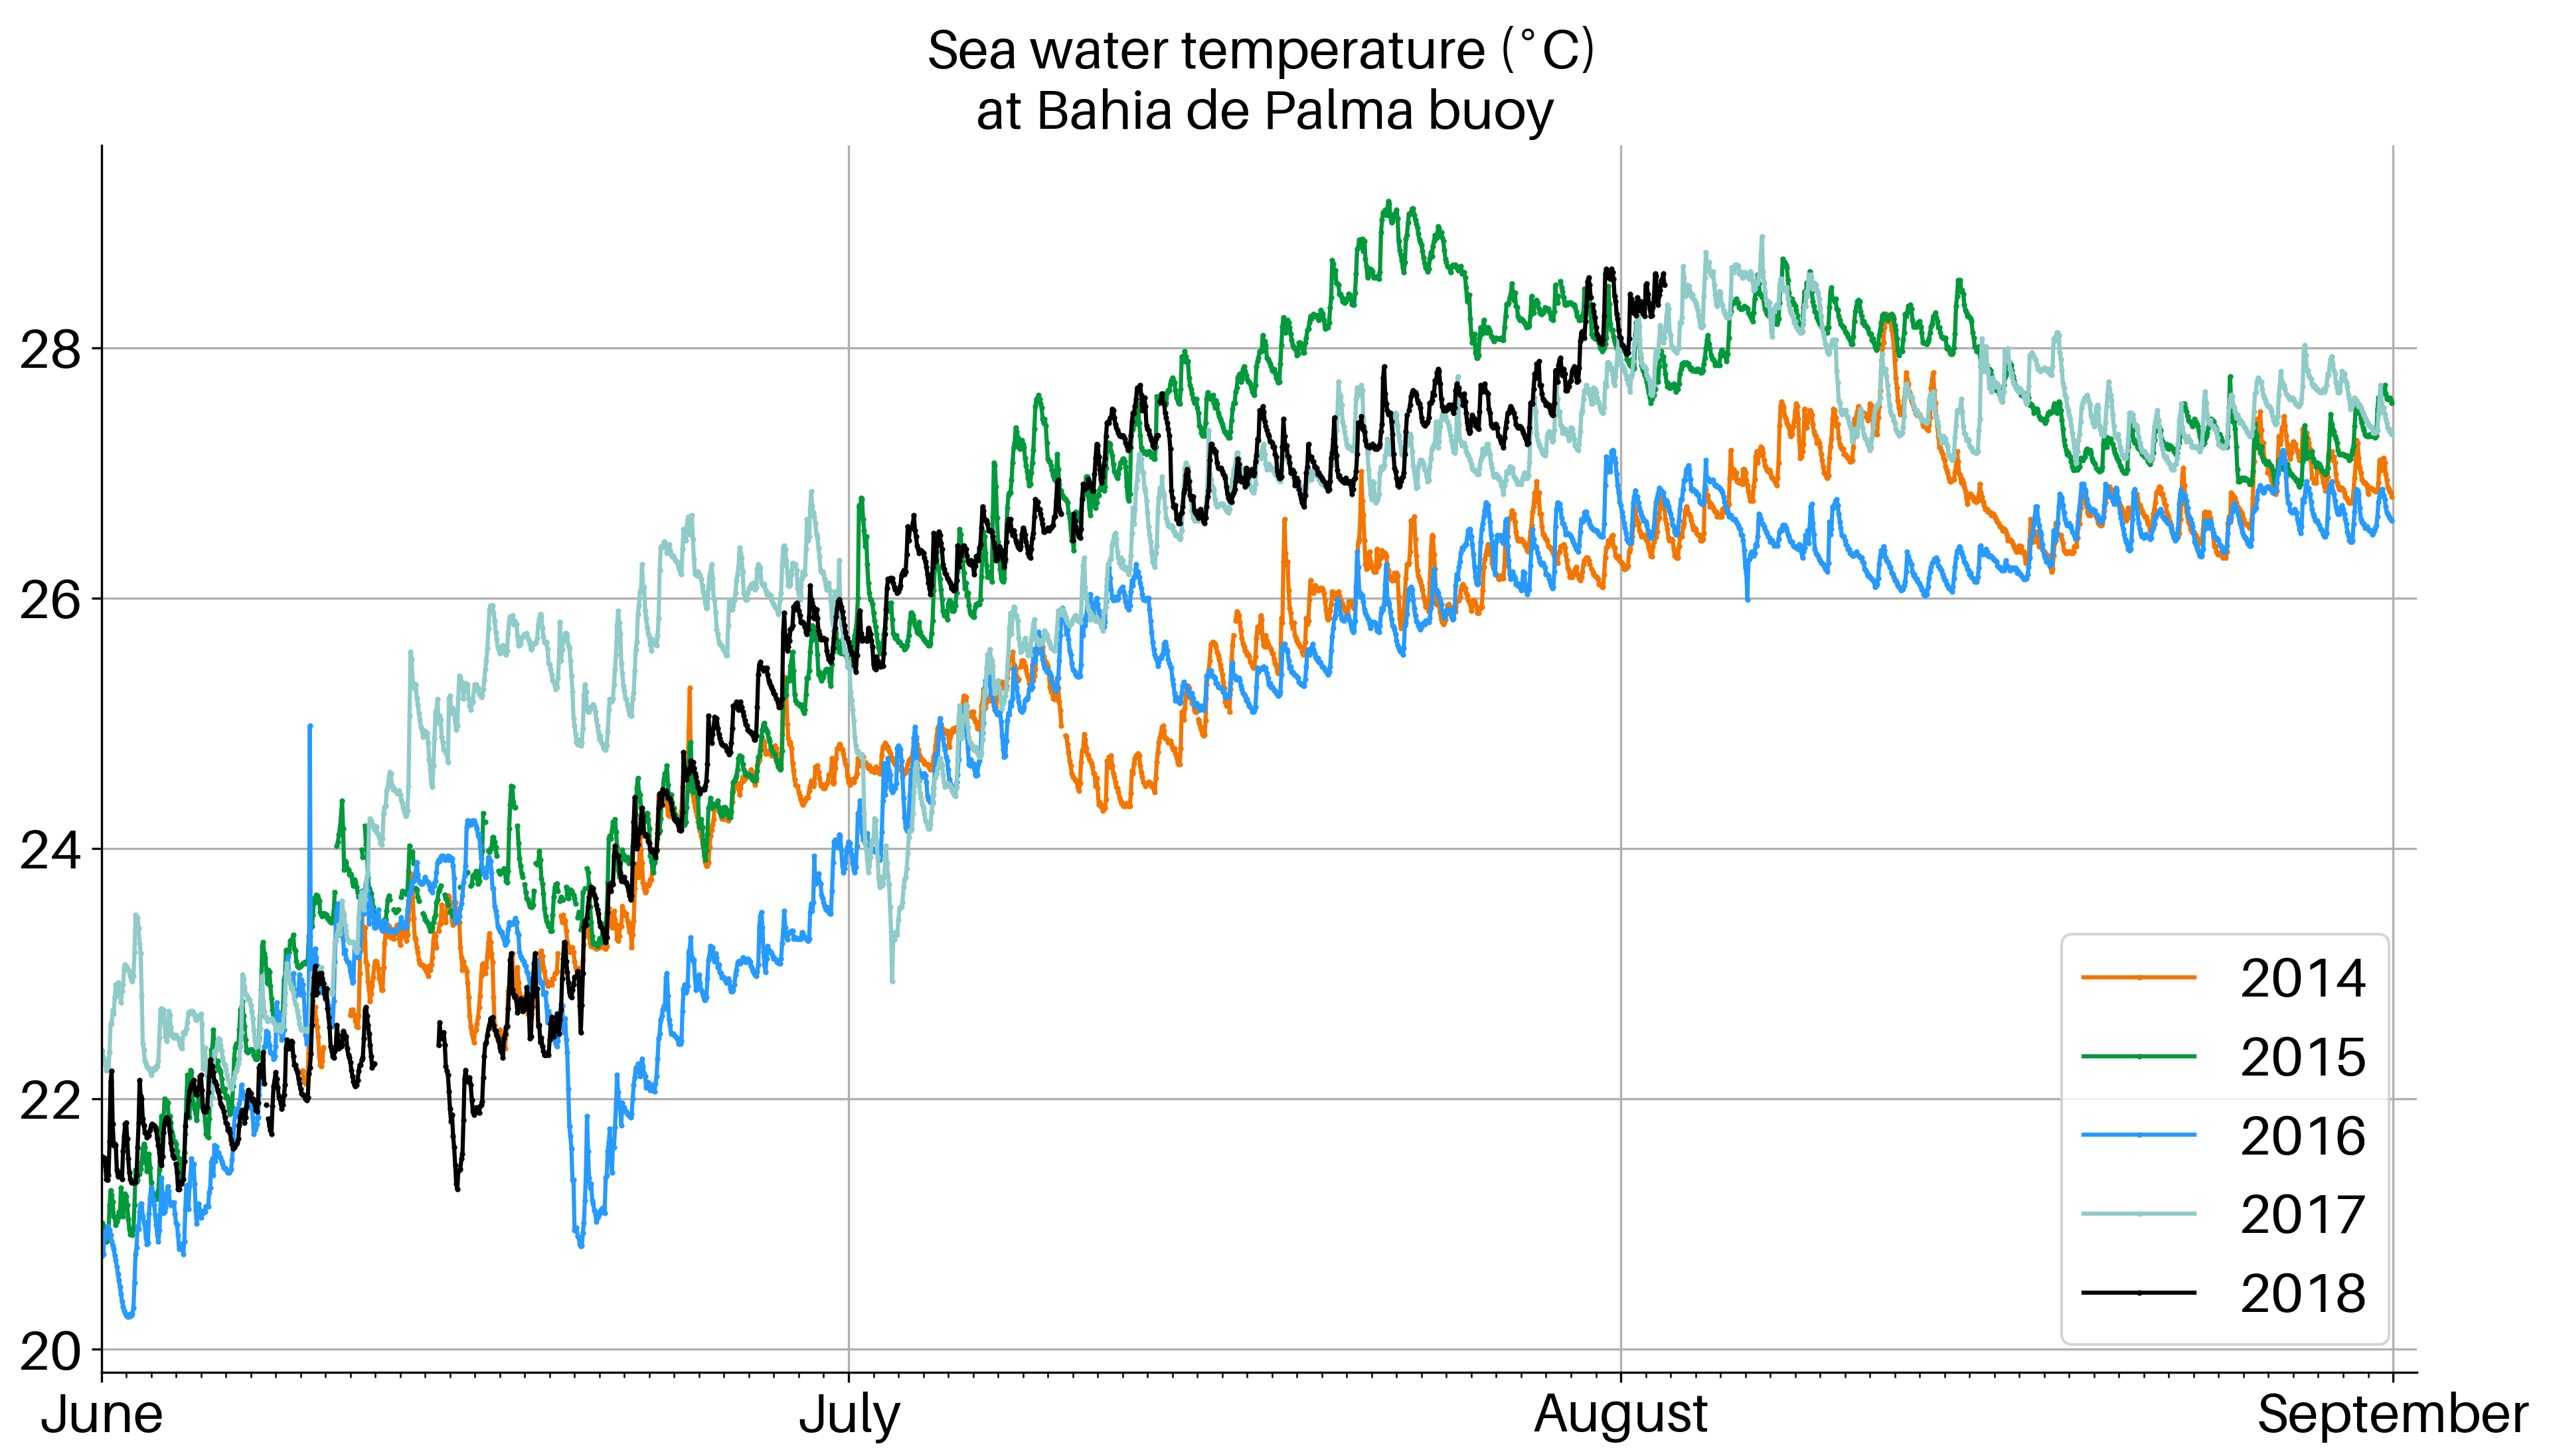 Sea water temperature (°C)
at Bahia de Palma buoy
28
26
24
22
20
June
July
August
September
2014
2015
2016
2017
2018